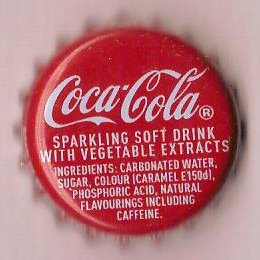 Coca-Cola®
SPARKLING SOFT DRINK
WITH VEGETABLE EXTRACTS
INGREDIENTS: CARBONATED WATER,
SUGAR, COLOUR (CARAMEL E150d),
PHOSPHORIC ACID, NATURAL
FLAVOURINGS INCLUDING
CAFFEINE.